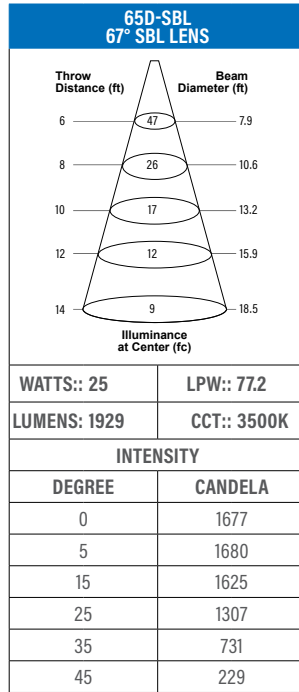 65D-SBL
67° SBL LENS
Throw Distance (ft)
Beam Diameter (ft)
6 47 7.9
8 26 10.6
10 17 13.2
12 12 15.9
14 9 18.5
Illuminance
at Center (fc)
WATTS:: 25 LPW:: 77.2
LUMENS: 1929 CCT:: 3500K
INTENSITY
DEGREE CANDELA
0 1677
5 1680
15 1625
25 1307
35 731
45 229